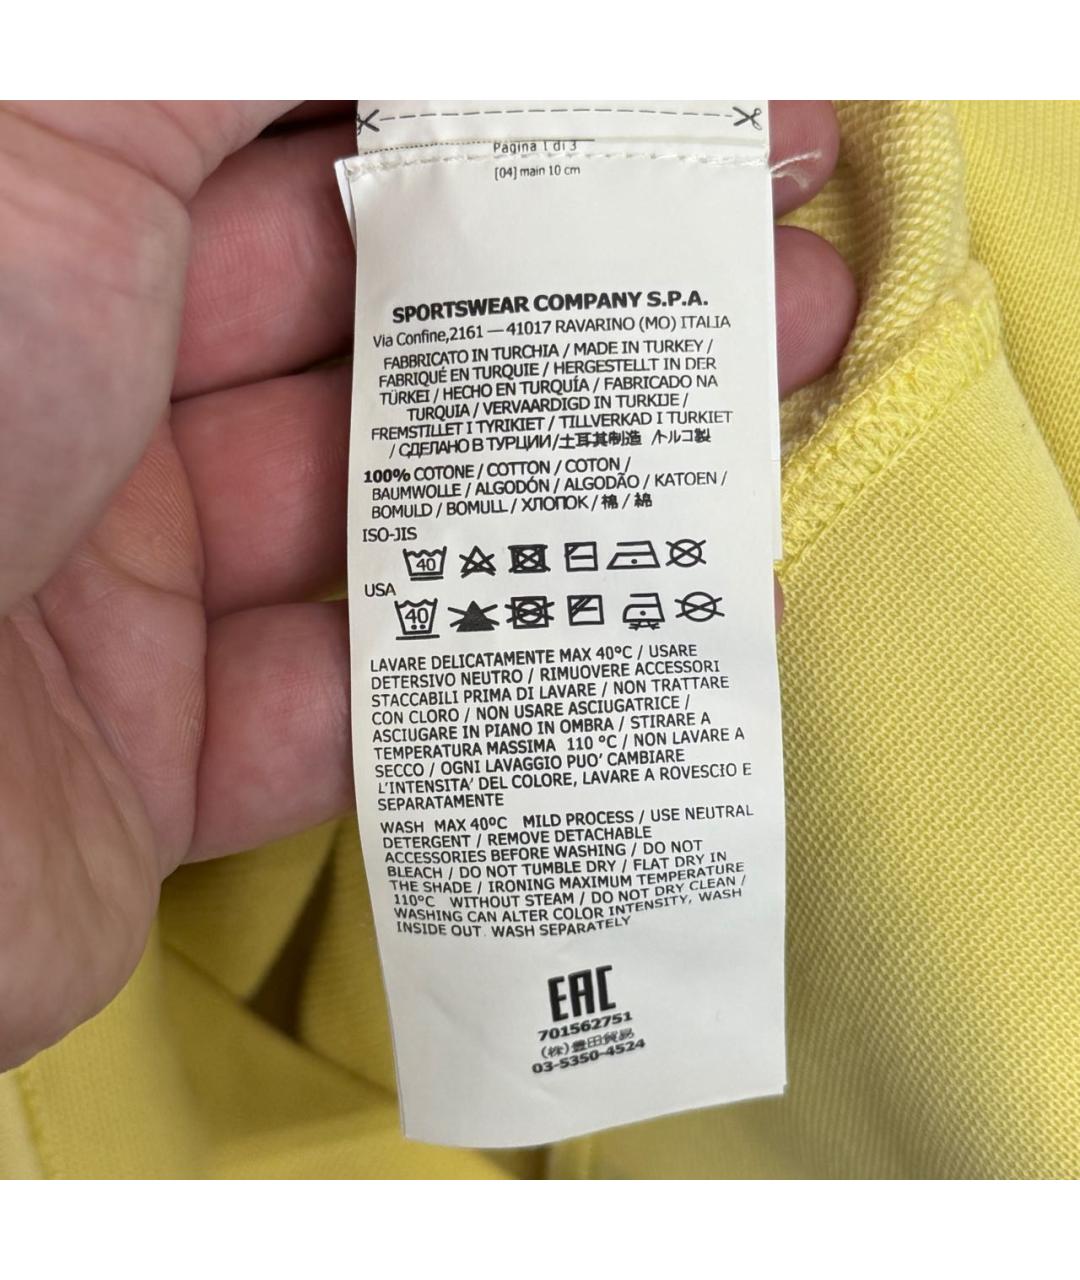 Pagina 1 di 3
[04] main 10 cm
SPORTSWEAR COMPANY S.P.A.
Via Confine,2161 — 41017 RAVARINO (MO) ITALIA
FABBRICATO IN TURCHIA / MADE IN TURKEY /
FABRIQUÉ EN TURQUIE / HERGESTELLT IN DER
TÜRKEI / HECHO EN TURQUÍA / FABRICADO NA
TURQUIA / VERVAARDIGD IN TURKIJE /
FREMSTILLET I TYRKIET / TILLVERKAD I TURKIET
/ СДЕЛАНО В ТУРЦИИ/土耳其制造 /トルコ製
100% COTONE / COTTON / COTON /
BAUMWOLLE / ALGODÓN / ALGODÃO / KATOEN /
BOMULD / BOMULL / ХЛОПОК / 棉 / 綿
ISO-JIS
40
USA
40
LAVARE DELICATAMENTE MAX 40°C / USARE
DETERSIVO NEUTRO / RIMUOVERE ACCESSORI
STACCABILI PRIMA DI LAVARE / NON TRATTARE
CON CLORO / NON USARE ASCIUGATRICE /
ASCIUGARE IN PIANO IN OMBRA / STIRARE A
TEMPERATURA MASSIMA 110 °C / NON LAVARE A
SECCO / OGNI LAVAGGIO PUO' CAMBIARE
L'INTENSITA' DEL COLORE, LAVARE A ROVESCIO E
SEPARATAMENTE
WASH MAX 40°C MILD PROCESS / USE NEUTRAL
DETERGENT / REMOVE DETACHABLE
ACCESSORIES BEFORE WASHING / DO NOT
BLEACH / DO NOT TUMBLE DRY / FLAT DRY IN
THE SHADE / IRONING MAXIMUM TEMPERATURE
110°C WITHOUT STEAM / DO NOT DRY CLEAN /
WASHING CAN ALTER COLOR INTENSITY, WASH
INSIDE OUT. WASH SEPARATELY
EAC
701562751
(株)豊田貿易
03-5350-4524